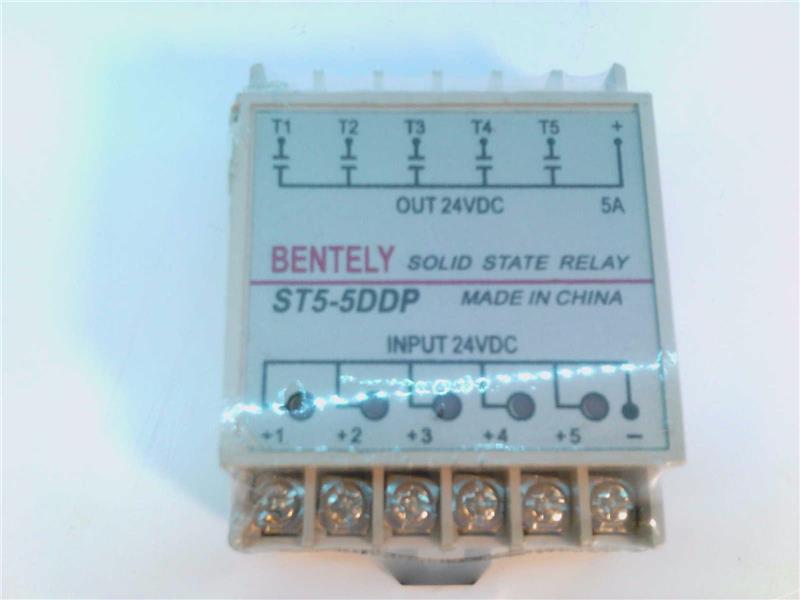 T1 T2 T3 T4 T5 +
OUT 24VDC 5A
BENTELY SOLID STATE RELAY
ST5-5DDP MADE IN CHINA
INPUT 24VDC
+1 +2 +3 +4 +5 −